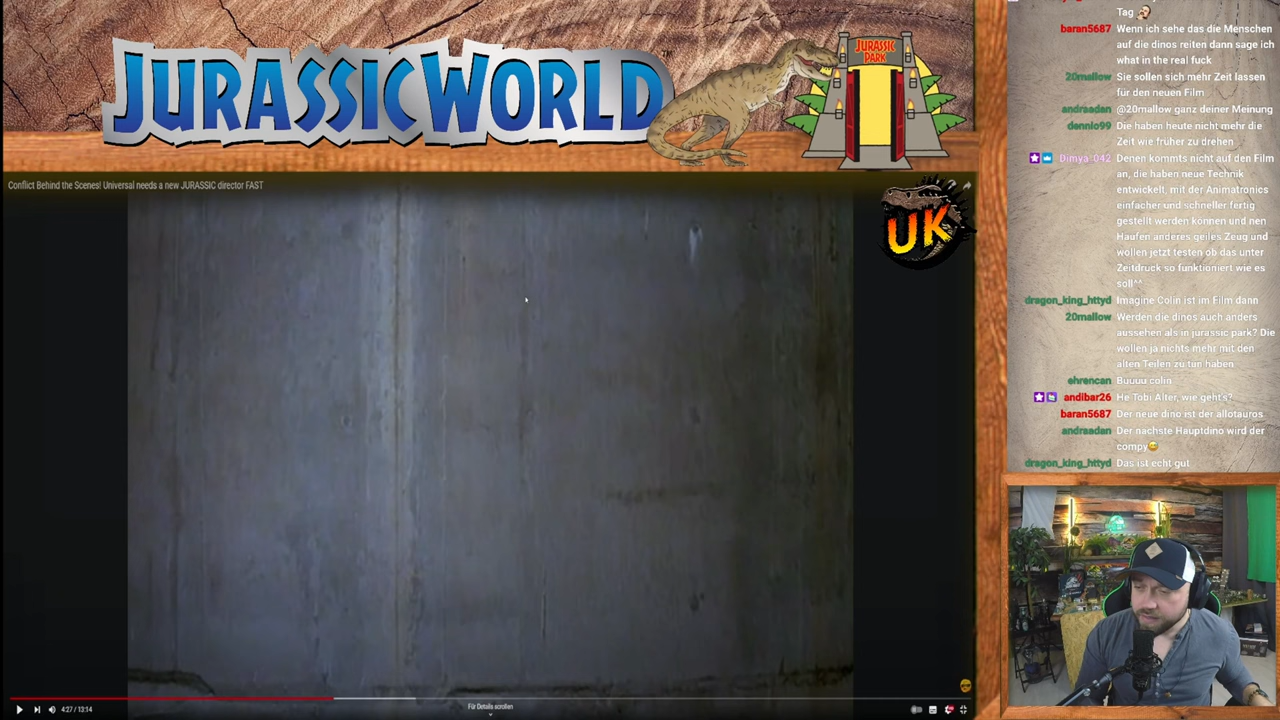 JURASSIC WORLD
JURASSIC
PARK
Conflict Behind the Scenes! Universal needs a new JURASSIC director FAST
UK
4:27 / 13:14
Für Details scrollen
Tag
baran5687 Wenn ich sehe das die Menschen
auf die dinos reiten dann sage ich
what in the real fuck
20mallow Sie sollen sich mehr Zeit lassen
für den neuen Film
andraadan @20mallow ganz deiner Meinung
dennio99 Die haben heute nicht mehr die
Zeit wie früher zu drehen
Dimya_042 Denen kommts nicht auf den Film
an, die haben neue Technik
entwickelt, mit der Animatronics
einfacher und schneller fertig
gestellt werden können und nen
Haufen anderes geiles Zeug und
wollen jetzt testen ob das unter
Zeitdruck so funktioniert wie es
soll^^
dragon_king_httyd Imagine Colin ist im Film dann
20mallow Werden die dinos auch anders
aussehen als in jurassic park? Die
wollen ja nichts mehr mit den
alten Teilen zu tun haben
ehrencan Buuuu colin
andibar26 He Tobi Alter, wie geht's?
baran5687 Der neue dino ist der allotauros
andraadan Der nächste Hauptdino wird der
compy
dragon_king_httyd Das ist echt gut